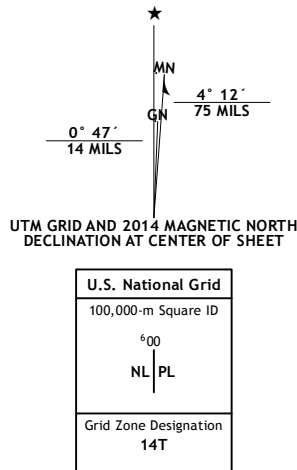 ★
MN
GN
4° 12´
75 MILS
0° 47´
14 MILS
UTM GRID AND 2014 MAGNETIC NORTH
DECLINATION AT CENTER OF SHEET
U.S. National Grid
100,000-m Square ID
⁶00
NL PL
Grid Zone Designation
14T